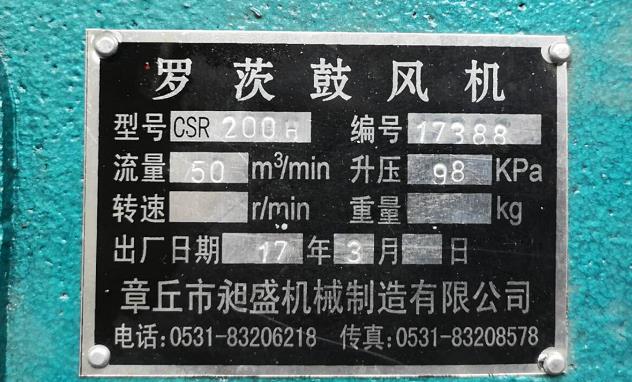 罗茨鼓风机
型号 CSR 200H 编号 17388
流量 50 m³/min 升压 98 KPa
转速 r/min 重量 kg
出厂日期 17 年 3 月 日
章丘市昶盛机械制造有限公司
电话:0531-83206218 传真:0531-83208578